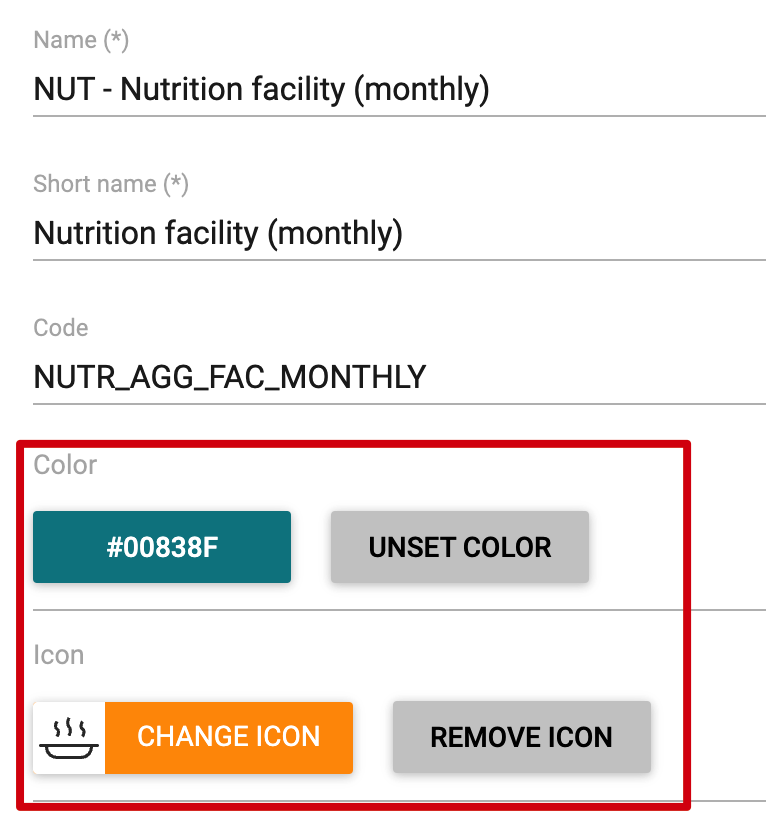 Name (*)
NUT - Nutrition facility (monthly)
Short name (*)
Nutrition facility (monthly)
Code
NUTR_AGG_FAC_MONTHLY
Color
#00838F UNSET COLOR
Icon
CHANGE ICON REMOVE ICON